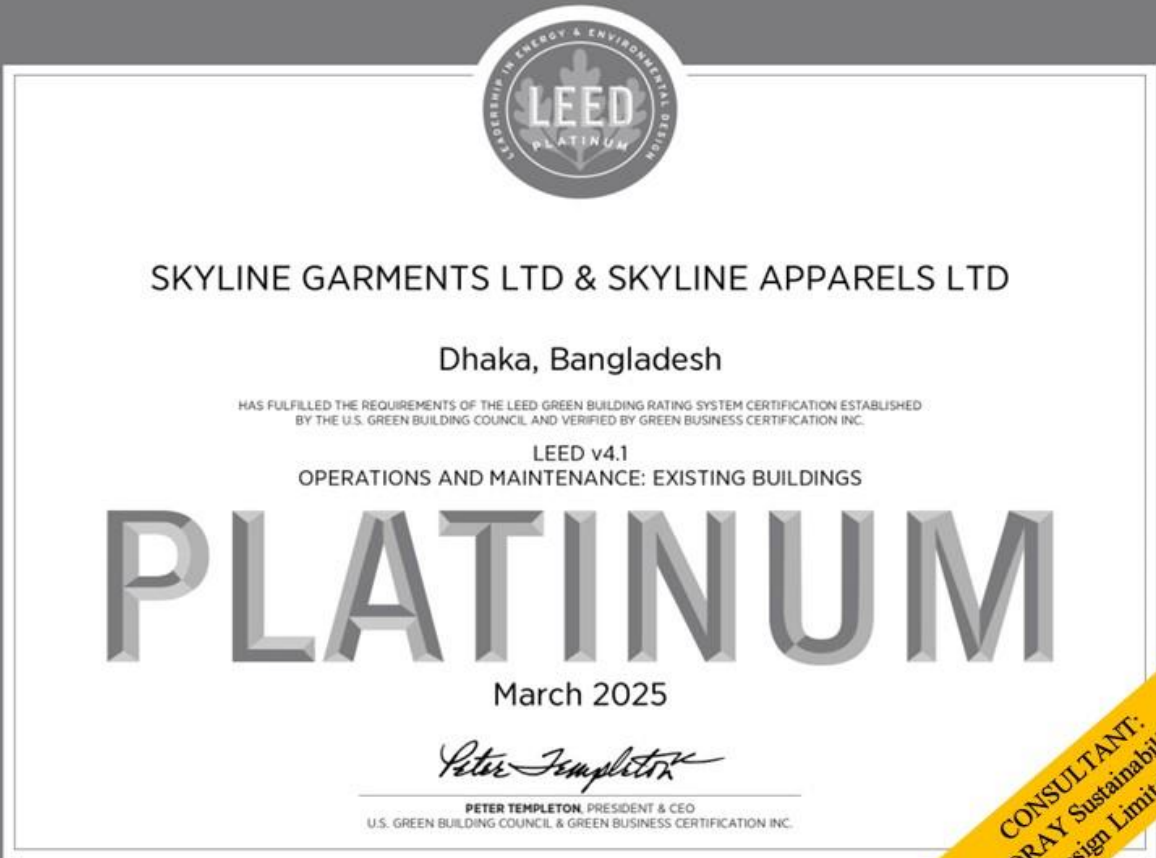 LEADERSHIP IN ENERGY & ENVIRONMENTAL DESIGN
LEED
PLATINUM
SKYLINE GARMENTS LTD & SKYLINE APPARELS LTD
Dhaka, Bangladesh
HAS FULFILLED THE REQUIREMENTS OF THE LEED GREEN BUILDING RATING SYSTEM CERTIFICATION ESTABLISHED
BY THE U.S. GREEN BUILDING COUNCIL AND VERIFIED BY GREEN BUSINESS CERTIFICATION INC.
LEED v4.1
OPERATIONS AND MAINTENANCE: EXISTING BUILDINGS
PLATINUM
March 2025
Peter Templeton
PETER TEMPLETON, PRESIDENT & CEO
U.S. GREEN BUILDING COUNCIL & GREEN BUSINESS CERTIFICATION INC.
CONSULTANT: